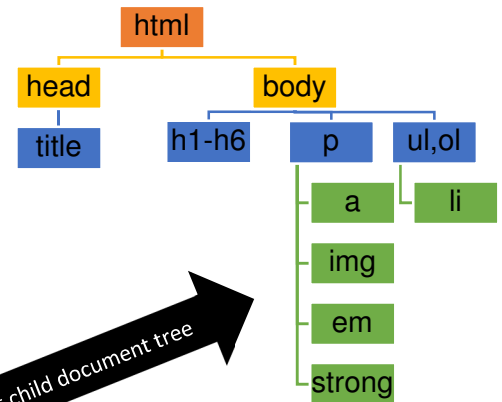 html
head
body
title
h1-h6
p
ul,ol
a
li
img
em
strong
child document tree